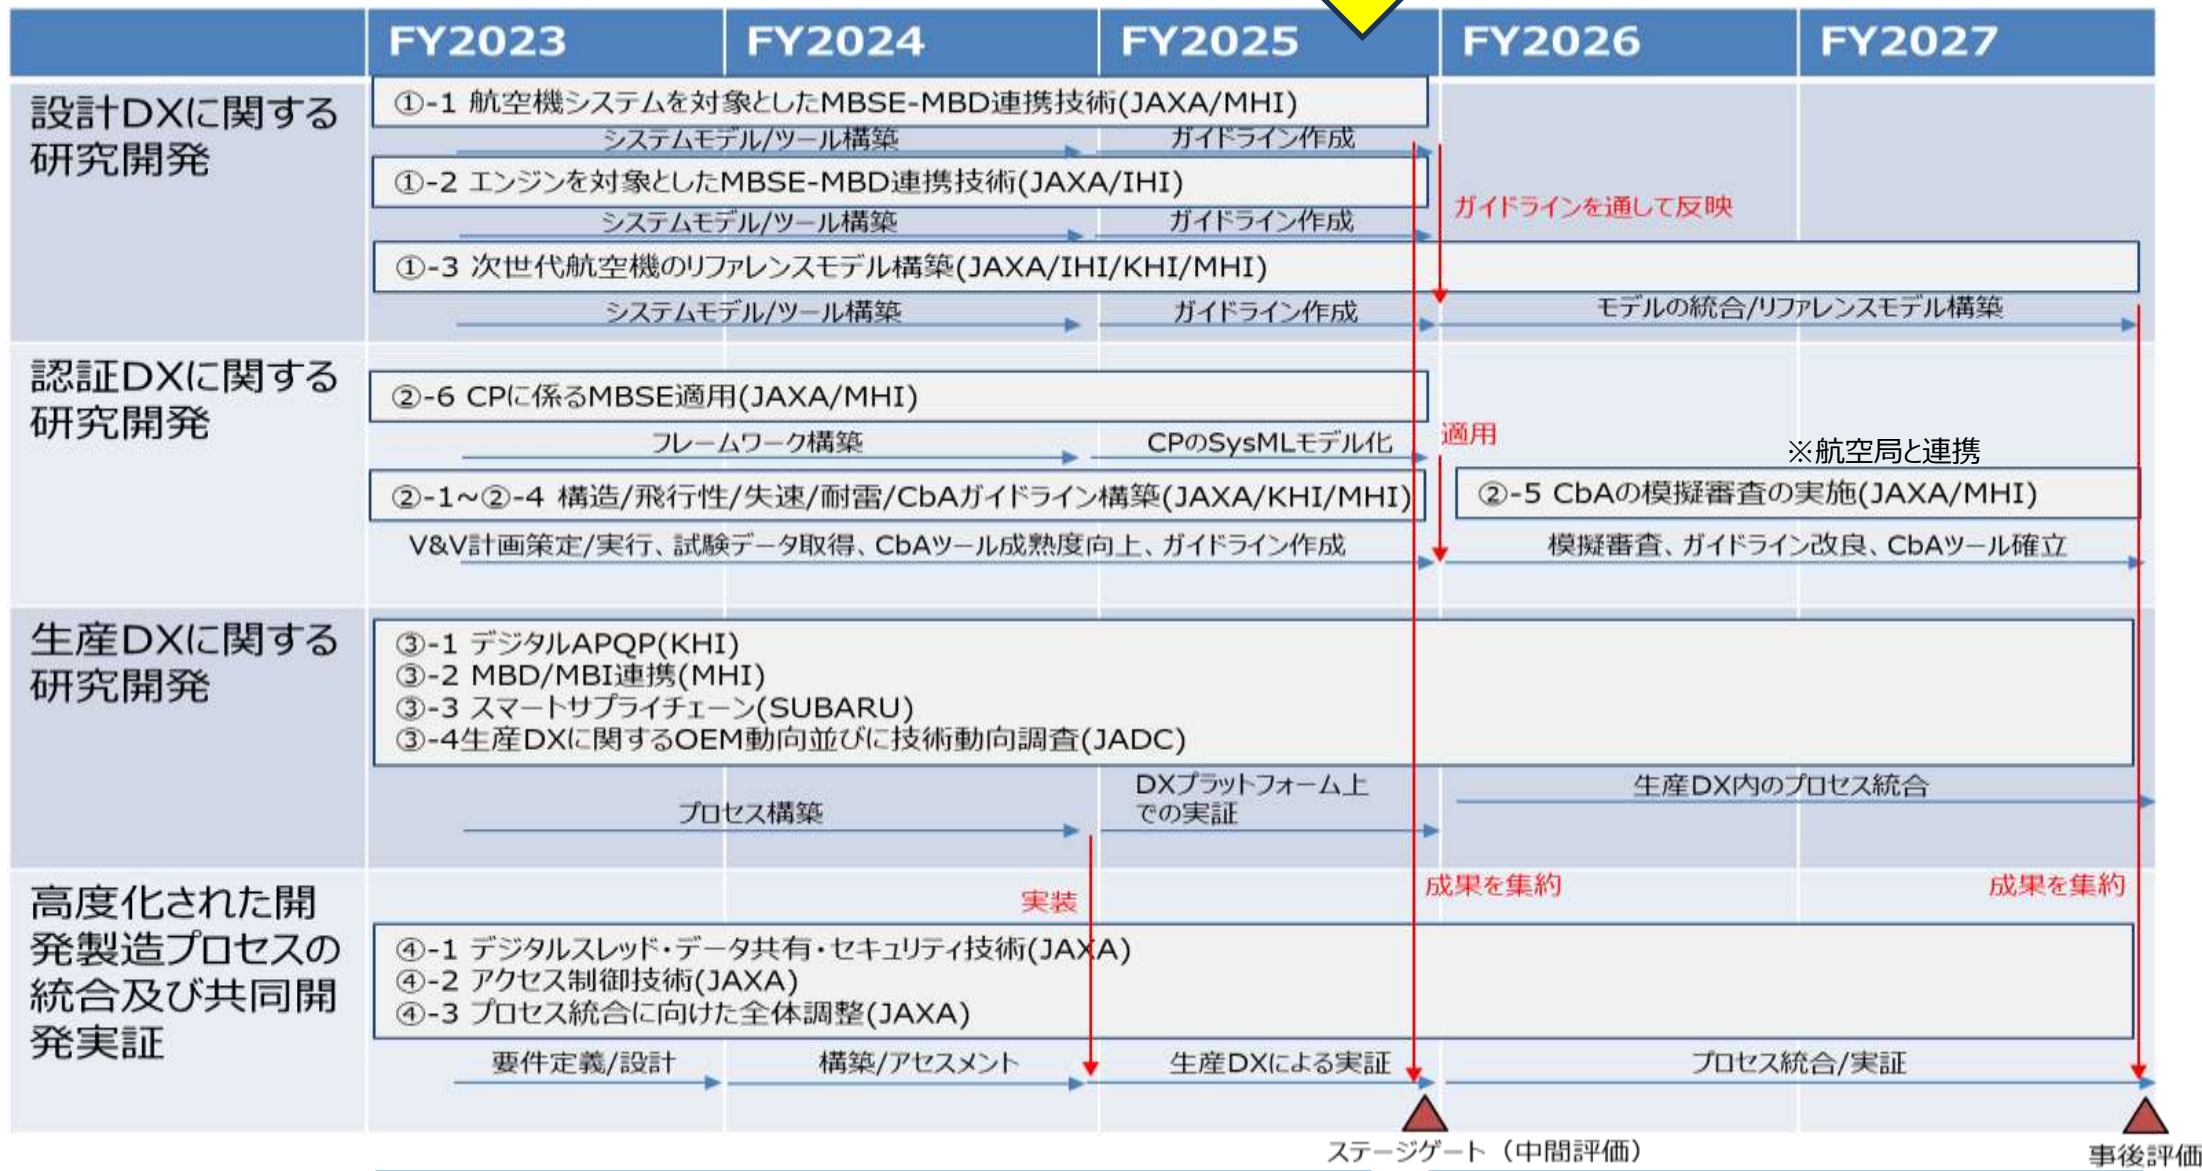 FY2023 FY2024 FY2025 FY2026 FY2027
設計DXに関する
研究開発
①-1 航空機システムを対象としたMBSE-MBD連携技術(JAXA/MHI)
システムモデル/ツール構築 ガイドライン作成
①-2 エンジンを対象としたMBSE-MBD連携技術(JAXA/IHI)
ガイドラインを通して反映
システムモデル/ツール構築 ガイドライン作成
①-3 次世代航空機のリファレンスモデル構築(JAXA/IHI/KHI/MHI)
システムモデル/ツール構築 ガイドライン作成 モデルの統合/リファレンスモデル構築
認証DXに関する
研究開発
②-6 CPに係るMBSE適用(JAXA/MHI)
フレームワーク構築 CPのSysMLモデル化 適用
※航空局と連携
②-1~②-4 構造/飛行性/失速/耐雷/CbAガイドライン構築(JAXA/KHI/MHI) ②-5 CbAの模擬審査の実施(JAXA/MHI)
V&V計画策定/実行、試験データ取得、CbAツール成熟度向上、ガイドライン作成 模擬審査、ガイドライン改良、CbAツール確立
生産DXに関する
研究開発
③-1 デジタルAPQP(KHI)
③-2 MBD/MBI連携(MHI)
③-3 スマートサプライチェーン(SUBARU)
③-4生産DXに関するOEM動向並びに技術動向調査(JADC)
プロセス構築
DXプラットフォーム上
での実証
生産DX内のプロセス統合
高度化された開
発製造プロセスの
統合及び共同開
発実証
実装 成果を集約 成果を集約
④-1 デジタルスレッド・データ共有・セキュリティ技術(JAXA)
④-2 アクセス制御技術(JAXA)
④-3 プロセス統合に向けた全体調整(JAXA)
要件定義/設計 構築/アセスメント 生産DXによる実証 プロセス統合/実証
ステージゲート（中間評価） 事後評価